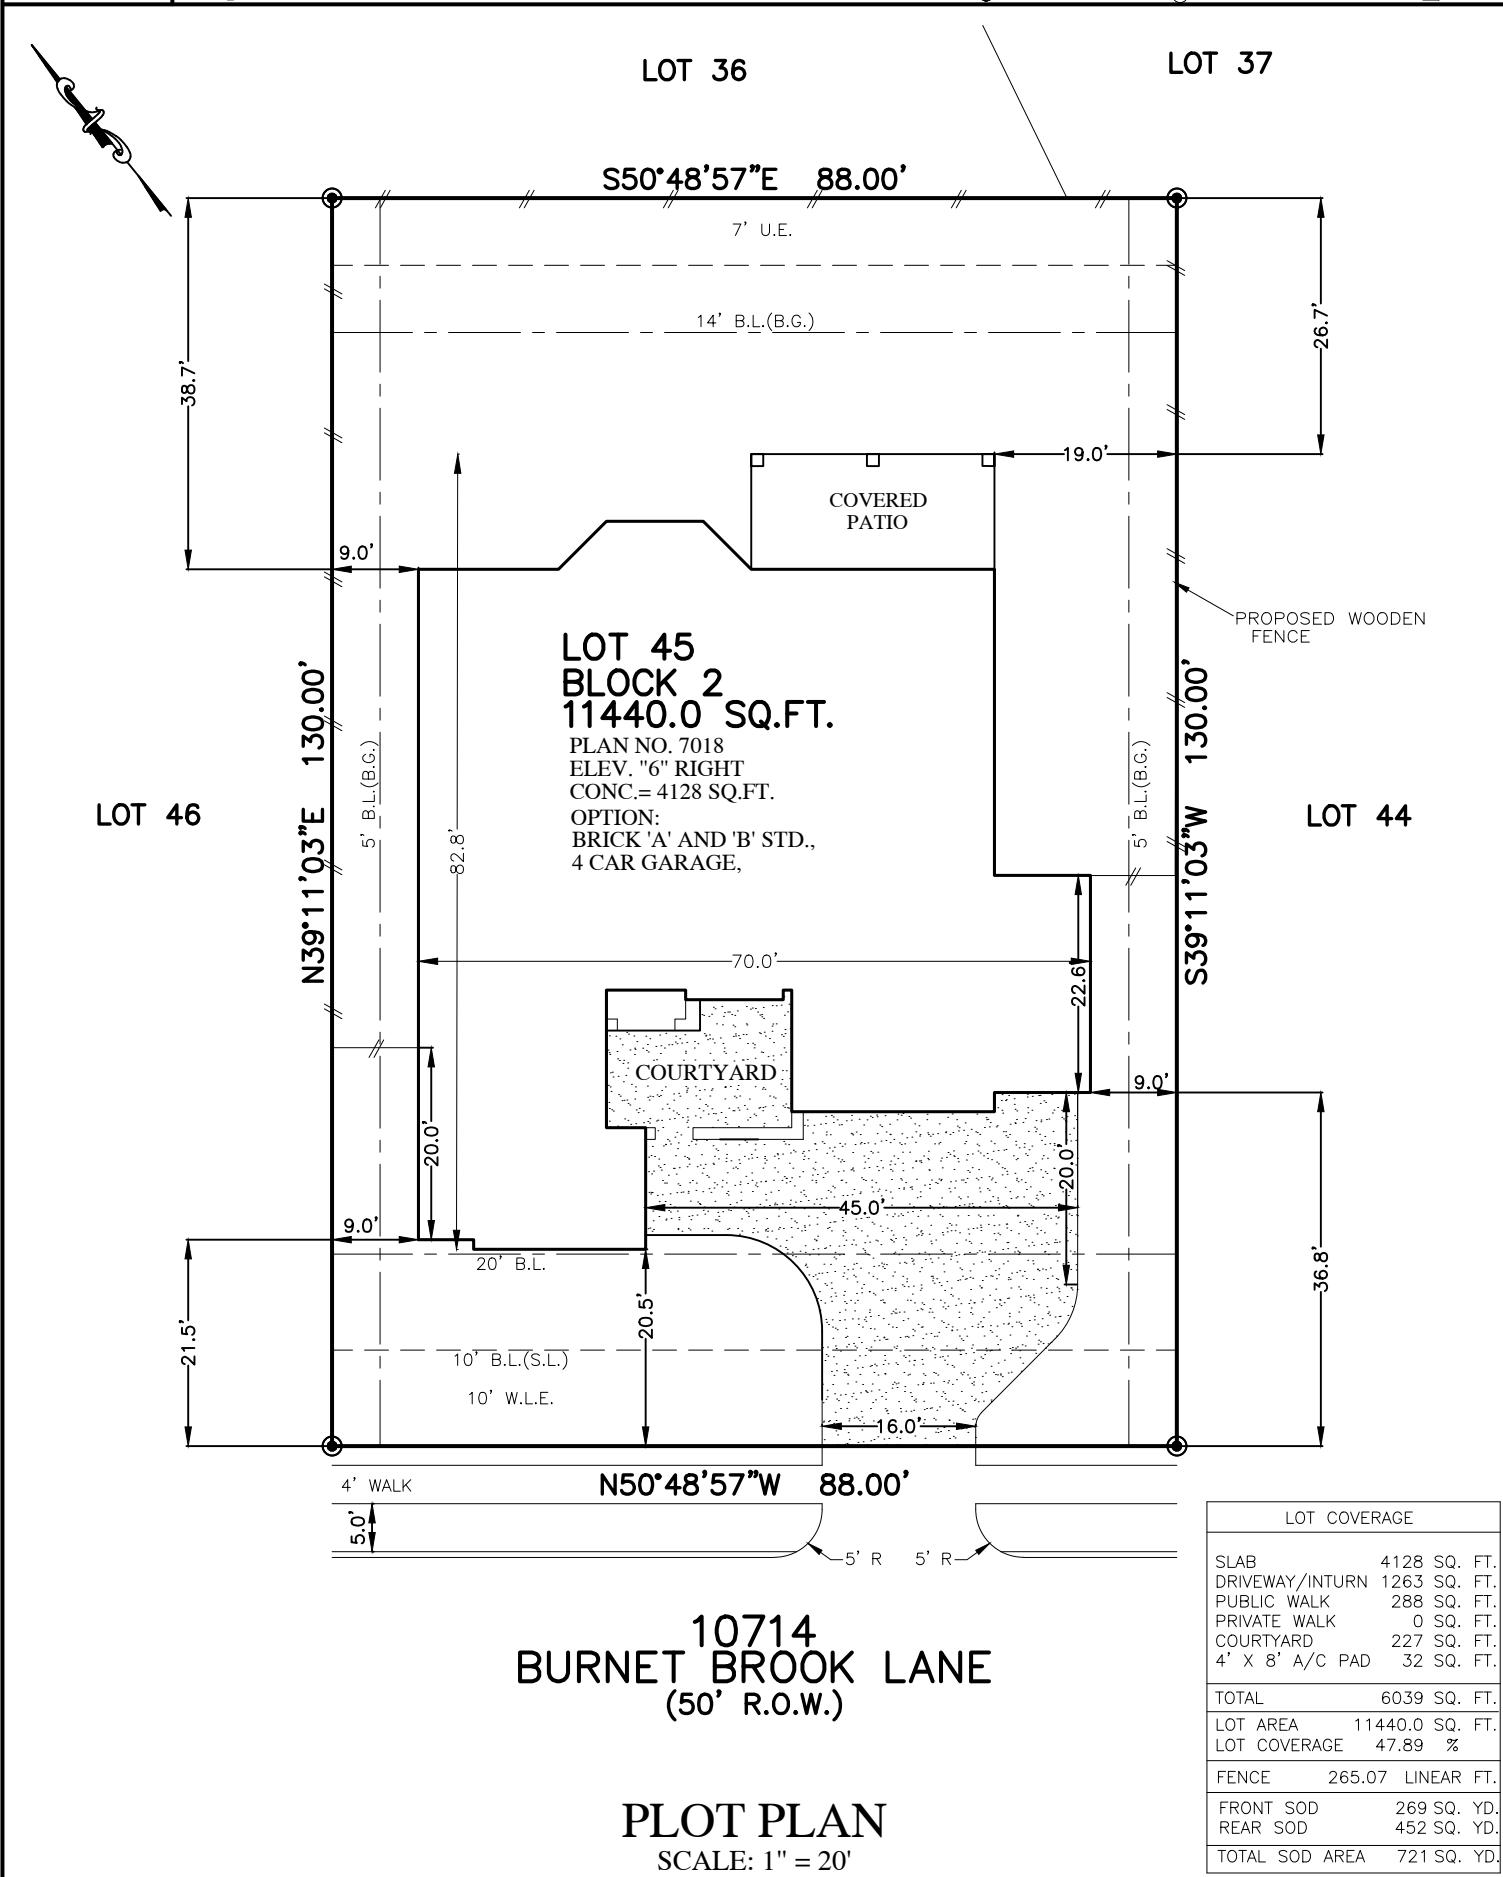 LOT 36
LOT 37
S50°48'57"E 88.00'
7' U.E.
14' B.L.(B.G.)
38.7'
26.7'
19.0'
COVERED
PATIO
9.0'
PROPOSED WOODEN
FENCE
LOT 45
BLOCK 2
11440.0 SQ.FT.
PLAN NO. 7018
ELEV. "6" RIGHT
CONC.= 4128 SQ.FT.
OPTION:
BRICK 'A' AND 'B' STD.,
4 CAR GARAGE,
N39°11'03"E 130.00'
5' B.L.(B.G.)
82.8'
5' B.L.(B.G.)
S39°11'03"W 130.00'
LOT 46
LOT 44
70.0'
22.6'
COURTYARD
9.0'
20.0'
20.0'
45.0'
9.0'
20' B.L.
21.5'
20.5'
36.8'
10' B.L.(S.L.)
10' W.L.E.
16.0'
4' WALK
N50°48'57"W 88.00'
5.0'
5' R
5' R
10714
BURNET BROOK LANE
(50' R.O.W.)
PLOT PLAN
SCALE: 1" = 20'
LOT COVERAGE
SLAB 4128 SQ. FT.
DRIVEWAY/INTURN 1263 SQ. FT.
PUBLIC WALK 288 SQ. FT.
PRIVATE WALK 0 SQ. FT.
COURTYARD 227 SQ. FT.
4' X 8' A/C PAD 32 SQ. FT.
TOTAL 6039 SQ. FT.
LOT AREA 11440.0 SQ. FT.
LOT COVERAGE 47.89 %
FENCE 265.07 LINEAR FT.
FRONT SOD 269 SQ. YD.
REAR SOD 452 SQ. YD.
TOTAL SOD AREA 721 SQ. YD.